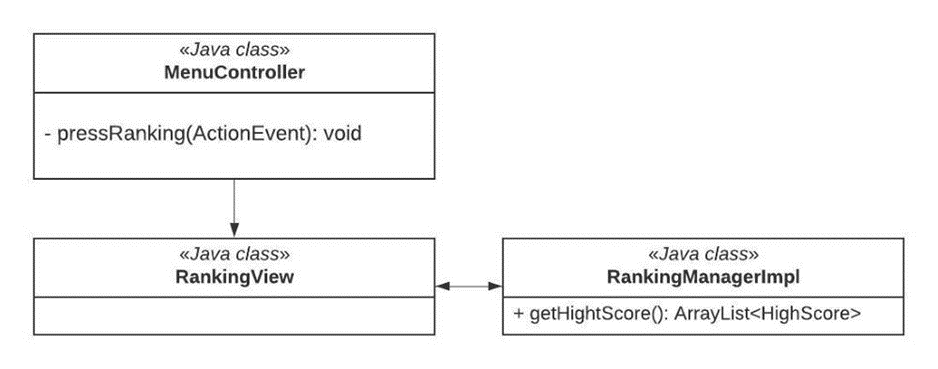 «Java class»
MenuController
- pressRanking(ActionEvent): void
«Java class»
RankingView
«Java class»
RankingManagerImpl
+ getHightScore(): ArrayList<HighScore>